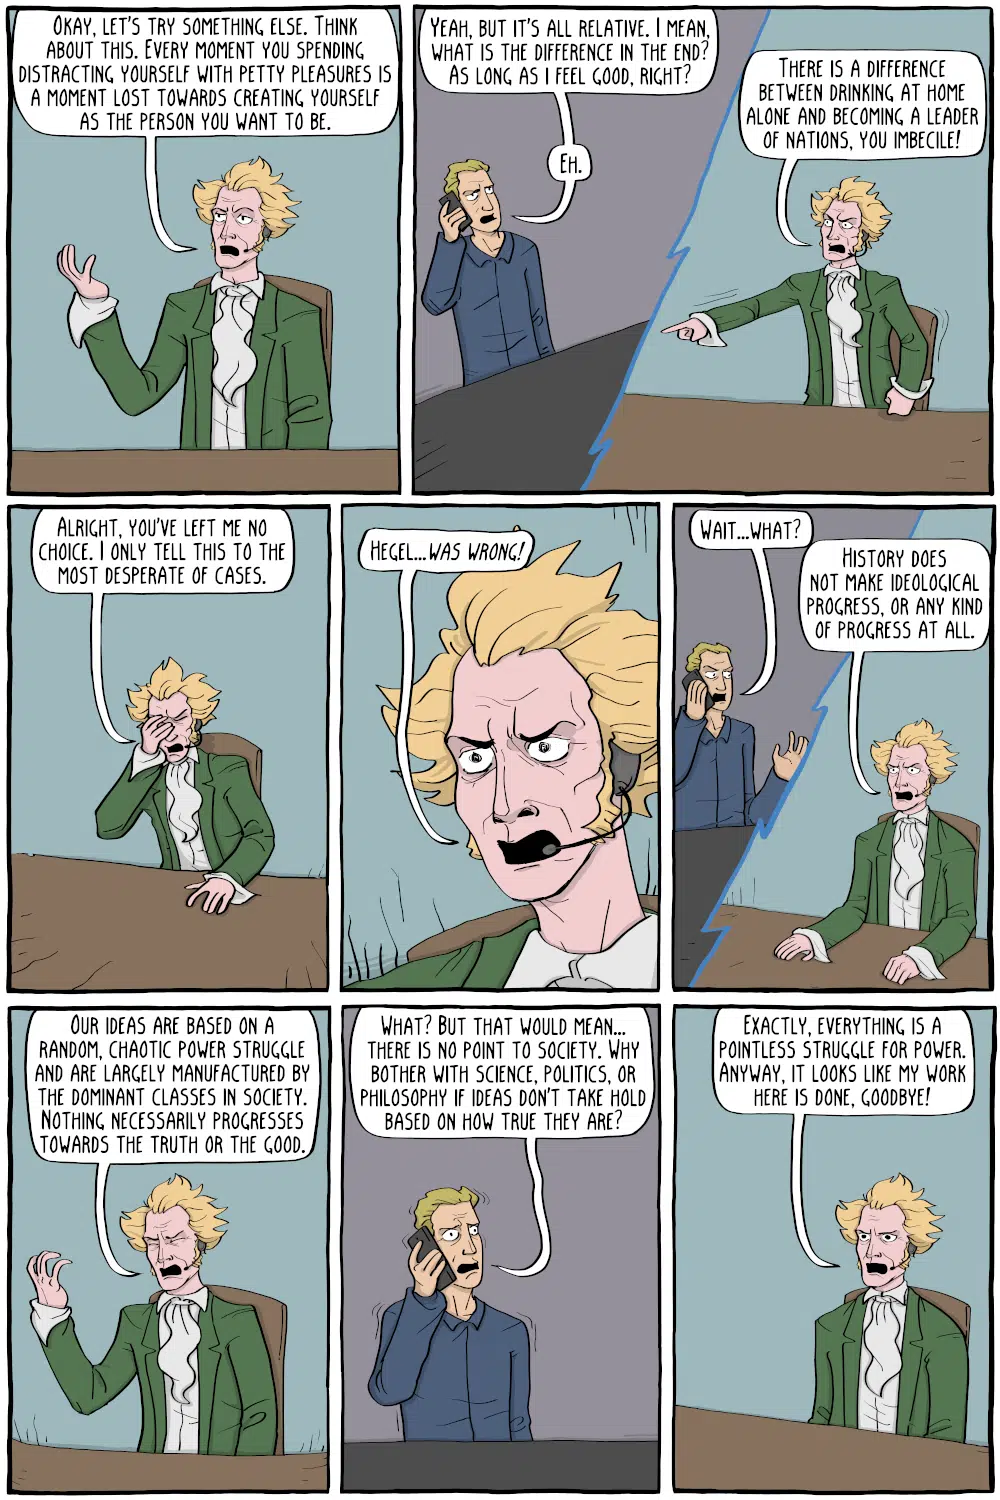 Okay, let's try something else. Think
about this. Every moment you spending
distracting yourself with petty pleasures is
a moment lost towards creating yourself
as the person you want to be.
Yeah, but it's all relative. I mean,
what is the difference in the end?
As long as I feel good, right?
Eh.
There is a difference
between drinking at home
alone and becoming a leader
of nations, you imbecile!
Alright, you've left me no
choice. I only tell this to the
most desperate of cases.
Hegel...was wrong!
Wait...what?
History does
not make ideological
progress, or any kind
of progress at all.
Our ideas are based on a
random, chaotic power struggle
and are largely manufactured by
the dominant classes in society.
Nothing necessarily progresses
towards the truth or the good.
What? But that would mean...
there is no point to society. Why
bother with science, politics, or
philosophy if ideas don't take hold
based on how true they are?
Exactly, everything is a
pointless struggle for power.
Anyway, it looks like my work
here is done, goodbye!